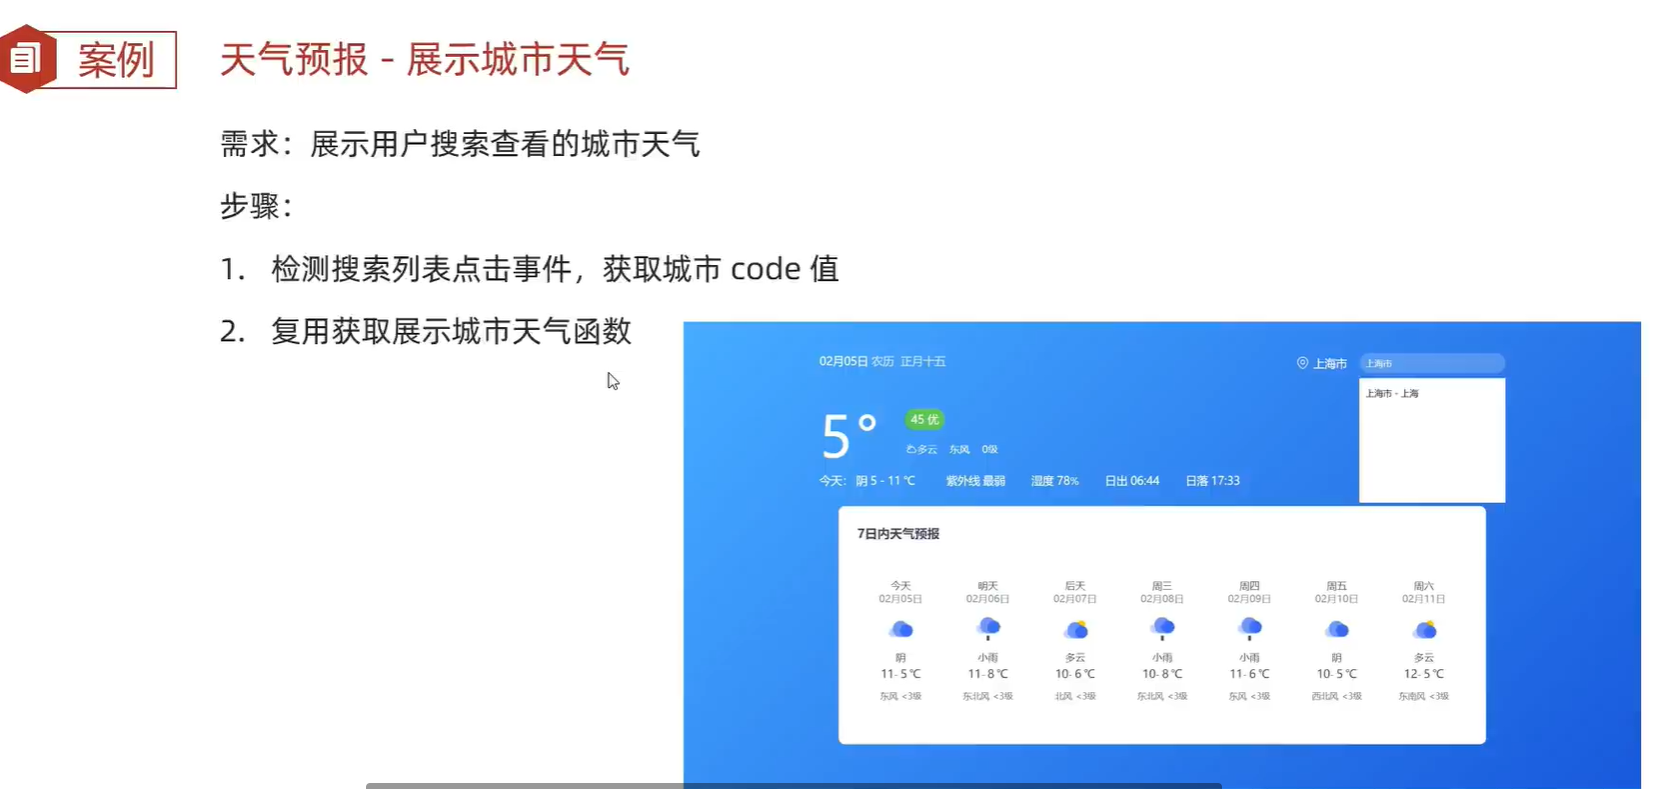 案例
天气预报 - 展示城市天气
需求：展示用户搜索查看的城市天气
步骤：
1. 检测搜索列表点击事件，获取城市 code 值
2. 复用获取展示城市天气函数
02月05日 农历 正月十五
上海市 上海市
上海市 - 上海
5°
45 优
多云 东风 0级
今天： 阴 5 - 11 ℃ 紫外线 最弱 湿度 78% 日出 06:44 日落 17:33
7日内天气预报
今天 明天 后天 周三 周四 周五 周六
02月05日 02月06日 02月07日 02月08日 02月09日 02月10日 02月11日
阴 小雨 多云 小雨 小雨 阴 多云
11- 5 ℃ 11- 8 ℃ 10- 6 ℃ 10- 8 ℃ 11- 6 ℃ 10- 5 ℃ 12- 5 ℃
东风 <3级 东北风 <3级 北风 <3级 东北风 <3级 东风 <3级 西北风 <3级 东南风 <3级